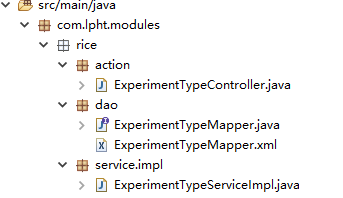 src/main/java
com.lpht.modules
rice
action
ExperimentTypeController.java
dao
ExperimentTypeMapper.java
ExperimentTypeMapper.xml
service.impl
ExperimentTypeServiceImpl.java